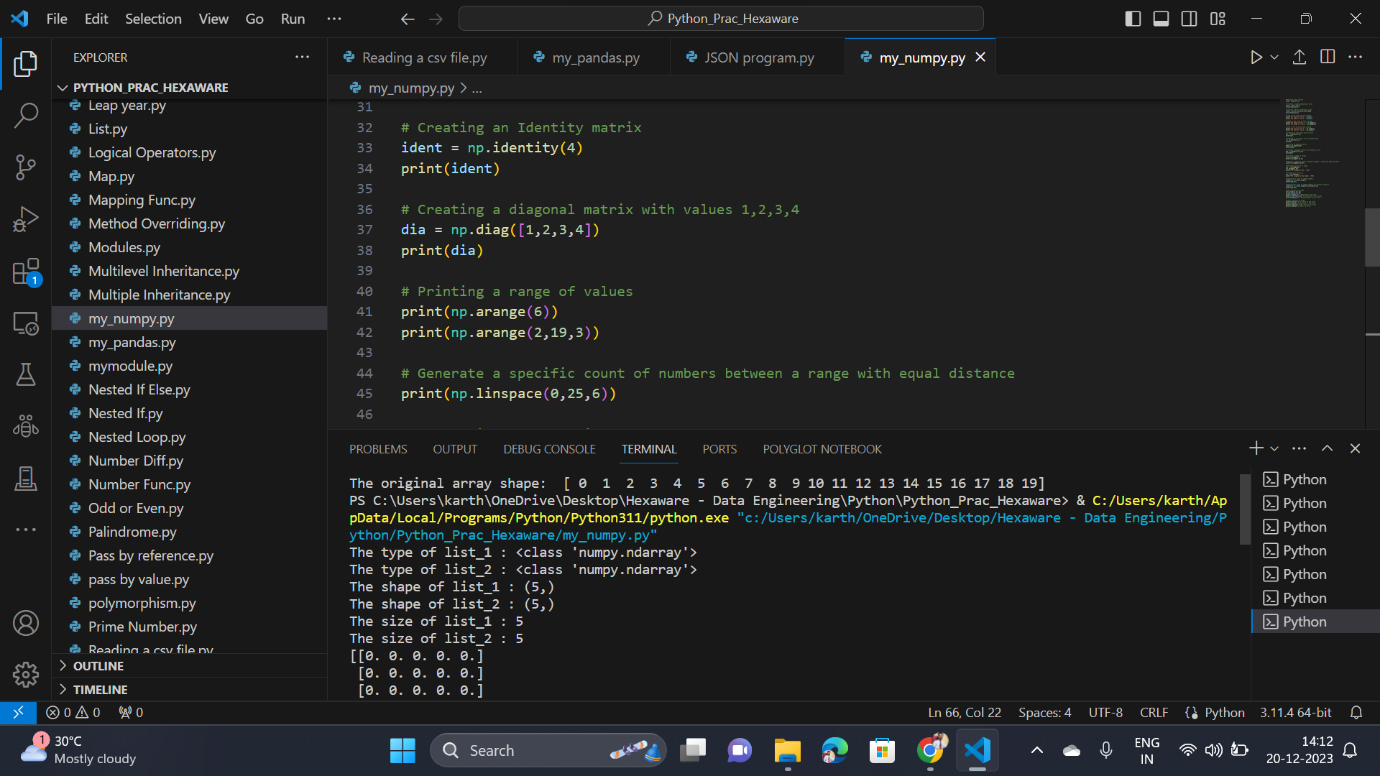 File Edit Selection View Go Run ···
Python_Prac_Hexaware
EXPLORER ···
PYTHON_PRAC_HEXAWARE
Leap year.py
List.py
Logical Operators.py
Map.py
Mapping Func.py
Method Overriding.py
Modules.py
Multilevel Inheritance.py
Multiple Inheritance.py
my_numpy.py
my_pandas.py
mymodule.py
Nested If Else.py
Nested If.py
Nested Loop.py
Number Diff.py
Number Func.py
Odd or Even.py
Palindrome.py
Pass by reference.py
pass by value.py
polymorphism.py
Prime Number.py
Reading a csv file.py
OUTLINE
TIMELINE
1
Reading a csv file.py my_pandas.py JSON program.py my_numpy.py
my_numpy.py > ...
31
32 # Creating an Identity matrix
33 ident = np.identity(4)
34 print(ident)
35
36 # Creating a diagonal matrix with values 1,2,3,4
37 dia = np.diag([1,2,3,4])
38 print(dia)
39
40 # Printing a range of values
41 print(np.arange(6))
42 print(np.arange(2,19,3))
43
44 # Generate a specific count of numbers between a range with equal distance
45 print(np.linspace(0,25,6))
46
PROBLEMS OUTPUT DEBUG CONSOLE TERMINAL PORTS POLYGLOT NOTEBOOK
The original array shape:  [ 0  1  2  3  4  5  6  7  8  9 10 11 12 13 14 15 16 17 18 19]
PS C:\Users\karth\OneDrive\Desktop\Hexaware - Data Engineering\Python\Python_Prac_Hexaware> & C:/Users/karth/Ap
pData/Local/Programs/Python/Python311/python.exe "c:/Users/karth/OneDrive/Desktop/Hexaware - Data Engineering/P
ython/Python_Prac_Hexaware/my_numpy.py"
The type of list_1 : <class 'numpy.ndarray'>
The type of list_2 : <class 'numpy.ndarray'>
The shape of list_1 : (5,)
The shape of list_2 : (5,)
The size of list_1 : 5
The size of list_2 : 5
[[0. 0. 0. 0. 0.]
 [0. 0. 0. 0. 0.]
 [0. 0. 0. 0. 0.]
Python
Python
Python
Python
Python
Python
Python
0 0 0 Ln 66, Col 22 Spaces: 4 UTF-8 CRLF Python 3.11.4 64-bit
1
30°C
Mostly cloudy
Search
ENG
IN
14:12
20-12-2023